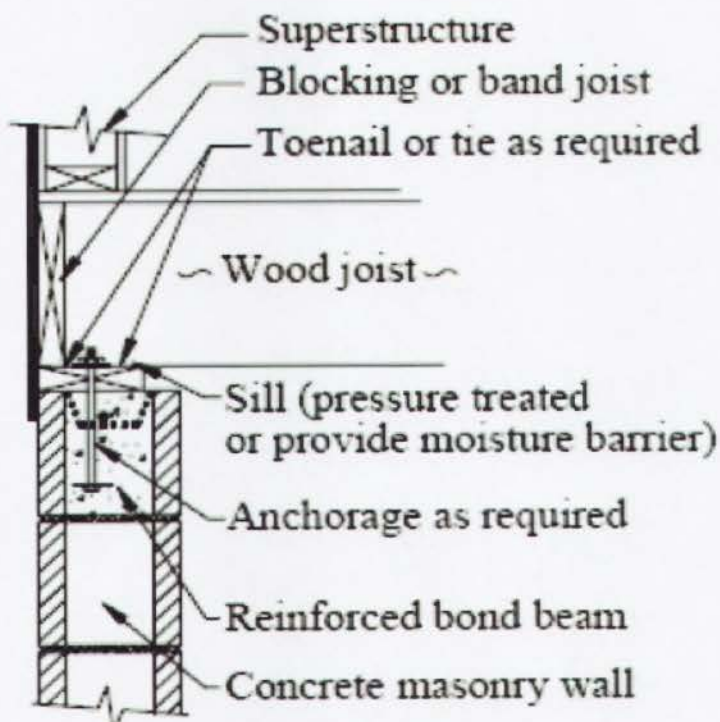 Superstructure
Blocking or band joist
Toenail or tie as required
Wood joist
Sill (pressure treated
or provide moisture barrier)
Anchorage as required
Reinforced bond beam
Concrete masonry wall